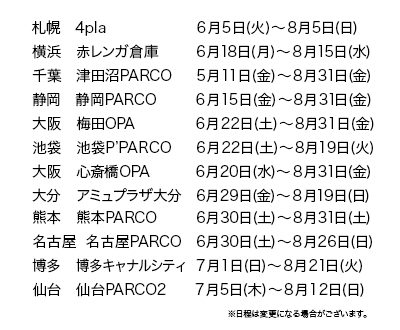 札幌 4pla 6月5日(火)～8月5日(日)
横浜 赤レンガ倉庫 6月18日(月)～8月15日(水)
千葉 津田沼PARCO 5月11日(金)～8月31日(金)
静岡 静岡PARCO 6月15日(金)～8月31日(金)
大阪 梅田OPA 6月22日(土)～8月31日(金)
池袋 池袋P'PARCO 6月22日(土)～8月19日(火)
大阪 心斎橋OPA 6月20日(水)～8月31日(金)
大分 アミュプラザ大分 6月29日(金)～8月19日(日)
熊本 熊本PARCO 6月30日(土)～8月31日(土)
名古屋 名古屋PARCO 6月30日(土)～8月26日(日)
博多 博多キャナルシティ 7月1日(日)～8月21日(火)
仙台 仙台PARCO2 7月5日(木)～8月12日(日)
※日程は変更になる場合がございます。